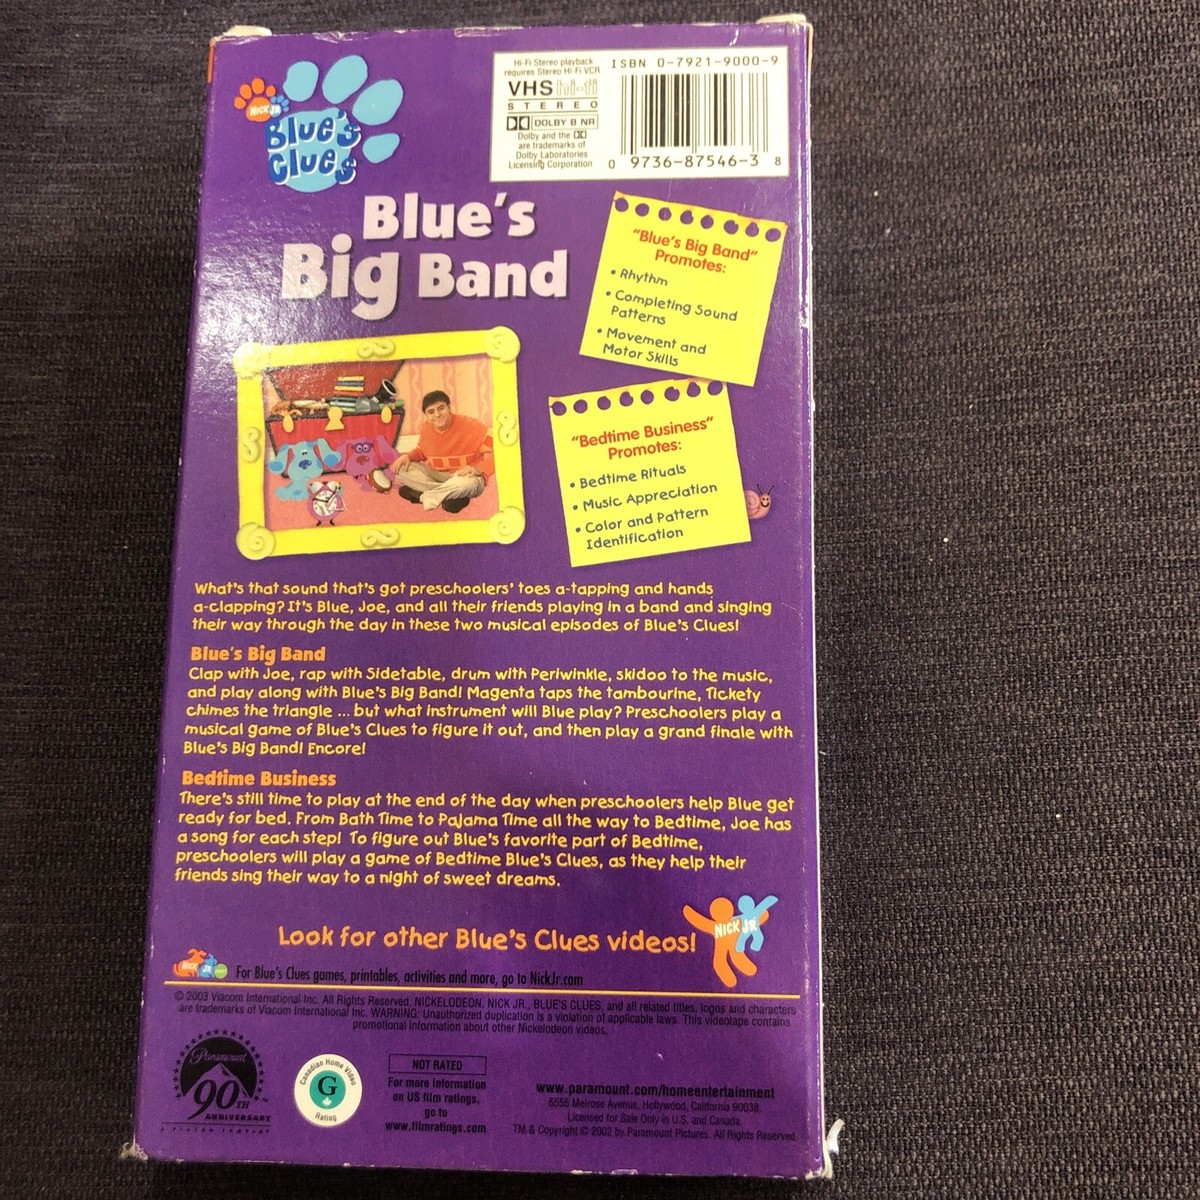 NICK JR
Blue's
Clues
Hi-Fi Stereo playback
requires Stereo Hi-Fi VCR
VHS hi-fi
STEREO
DOLBY B NR
Dolby and the
are trademarks of
Dolby Laboratories
Licensing Corporation
ISBN 0-7921-9000-9
0 9736-87546-3 8
Blue's
Big Band
"Blue's Big Band"
Promotes:
• Rhythm
• Completing Sound
Patterns
• Movement and
Motor Skills
"Bedtime Business"
Promotes:
• Bedtime Rituals
• Music Appreciation
• Color and Pattern
Identification
What's that sound that's got preschoolers' toes a-tapping and hands
a-clapping? It's Blue, Joe, and all their friends playing in a band and singing
their way through the day in these two musical episodes of Blue's Clues!
Blue's Big Band
Clap with Joe, rap with Sidetable, drum with Periwinkle, skidoo to the music,
and play along with Blue's Big Band! Magenta taps the tambourine, Tickety
chimes the triangle ... but what instrument will Blue play? Preschoolers play a
musical game of Blue's Clues to figure it out, and then play a grand finale with
Blue's Big Band! Encore!
Bedtime Business
There's still time to play at the end of the day when preschoolers help Blue get
ready for bed. From Bath Time to Pajama Time all the way to Bedtime, Joe has
a song for each step! To figure out Blue's favorite part of Bedtime,
preschoolers will play a game of Bedtime Blue's Clues, as they help their
friends sing their way to a night of sweet dreams.
Look for other Blue's Clues videos!
NICK JR
NICK JR
For Blue's Clues games, printables, activities and more, go to NickJr.com
© 2003 Viacom International Inc. All Rights Reserved. NICKELODEON, NICK JR., BLUE'S CLUES, and all related titles, logos and characters
are trademarks of Viacom International Inc. WARNING: Unauthorized duplication is a violation of applicable laws. This videotape contains
promotional information about other Nickelodeon videos.
Paramount
90TH
ANNIVERSARY
A VIACOM COMPANY
Canadian Home Video
G
Rating
NOT RATED
For more information
on US film ratings,
go to
www.filmratings.com
www.paramount.com/homeentertainment
5555 Melrose Avenue, Hollywood, California 90038.
Licensed for Sale Only in U.S. and Canada.
TM & Copyright © 2002 by Paramount Pictures. All Rights Reserved.